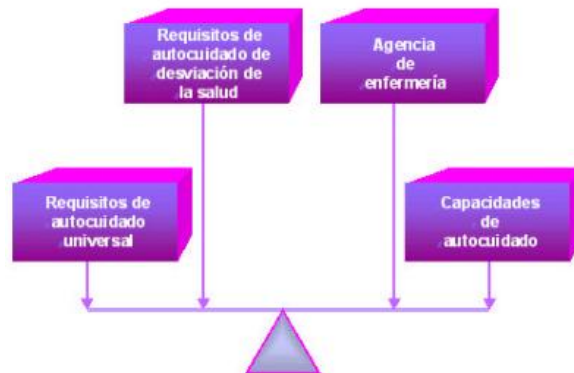 Requisitos de
autocuidado de
desviación de
la salud
Agencia
de
enfermería
Requisitos de
autocuidado
universal
Capacidades
de
autocuidado